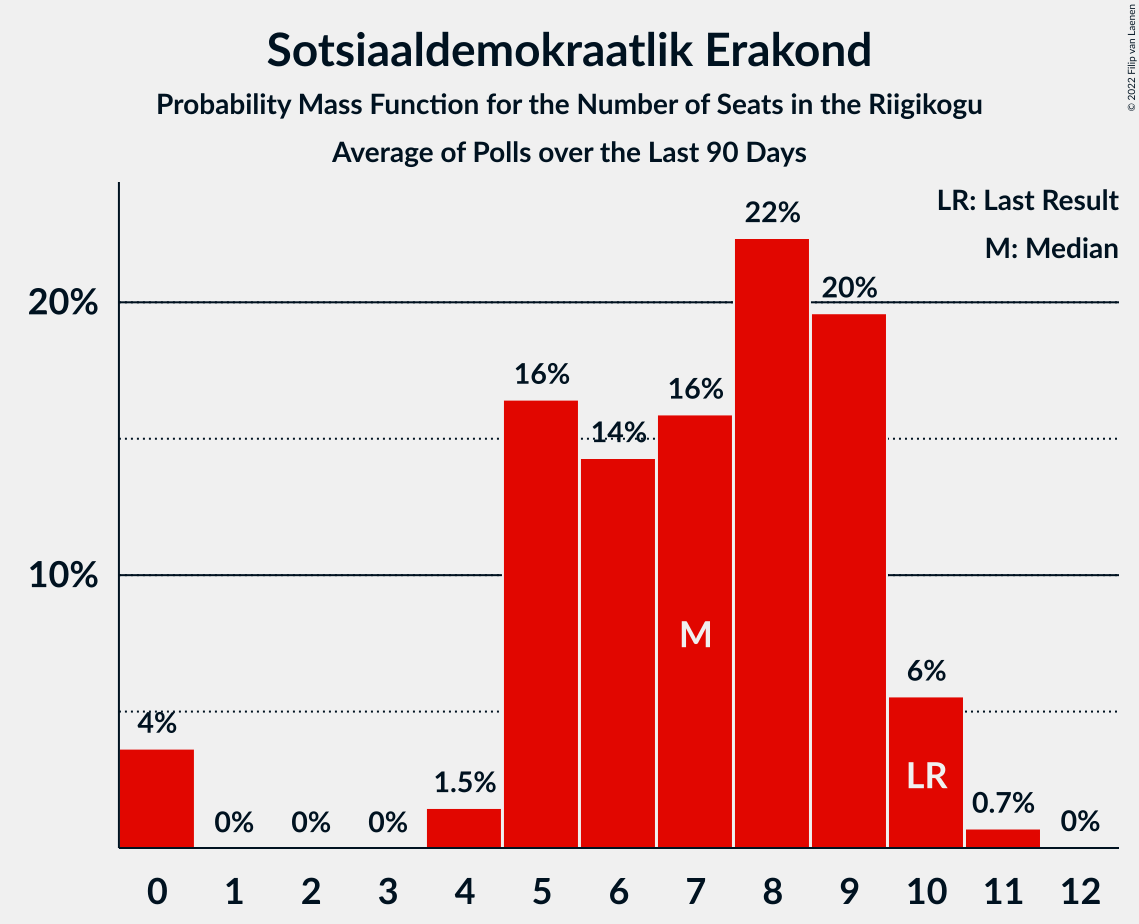 Sotsiaaldemokraatlik Erakond
Probability Mass Function for the Number of Seats in the Riigikogu
Average of Polls over the Last 90 Days
© 2022 Filip van Laenen
LR: Last Result
M: Median
20%
10%
4%
0%
0%
0%
1.5%
16%
14%
16%
22%
20%
6%
0.7%
0%
M
LR
0 1 2 3 4 5 6 7 8 9 10 11 12